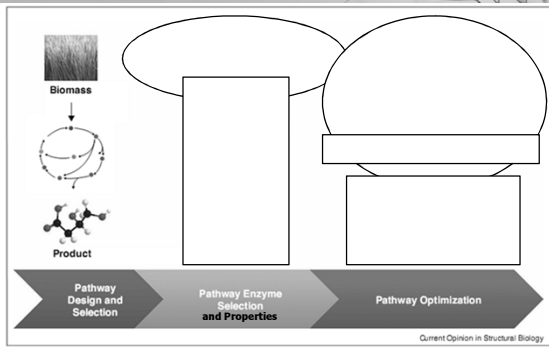 Biomass
Product
Pathway
Design and
Selection
Pathway Enzyme
Selection
and Properties
Pathway Optimization
Current Opinion in Structural Biology